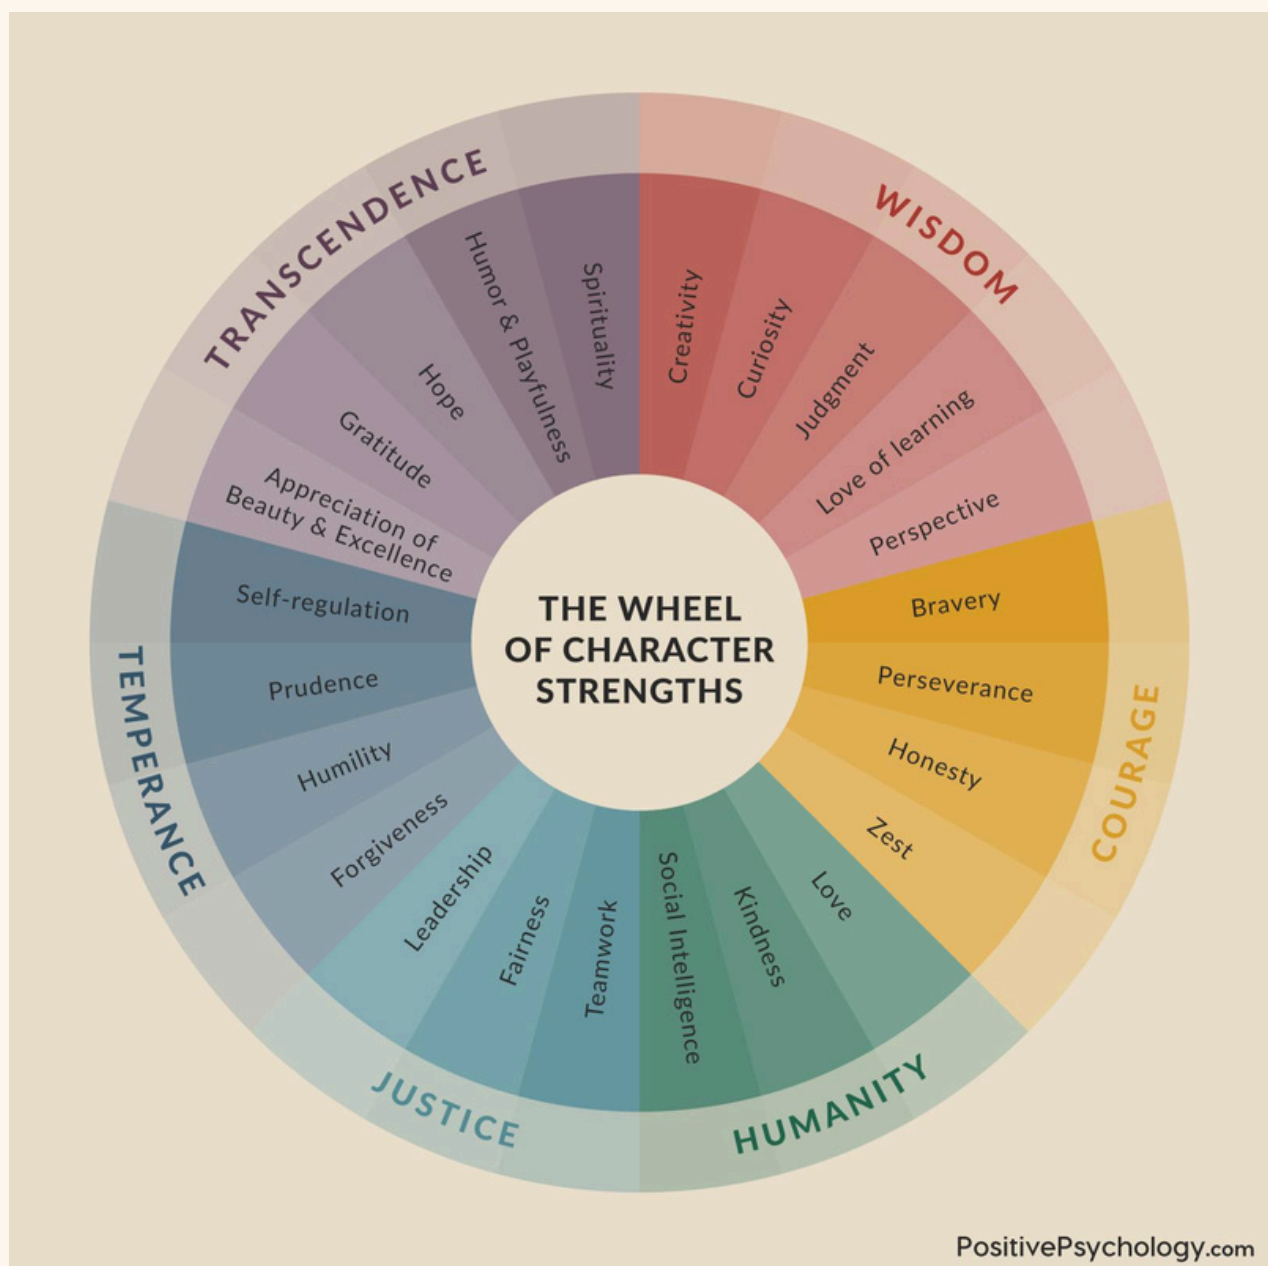 THE WHEEL
OF CHARACTER
STRENGTHS
WISDOM
Creativity
Curiosity
Judgment
Love of learning
Perspective
COURAGE
Bravery
Perseverance
Honesty
Zest
HUMANITY
Love
Kindness
Social Intelligence
JUSTICE
Teamwork
Fairness
Leadership
TEMPERANCE
Forgiveness
Humility
Prudence
Self-regulation
TRANSCENDENCE
Appreciation of
Beauty & Excellence
Gratitude
Hope
Humor & Playfulness
Spirituality
PositivePsychology.com